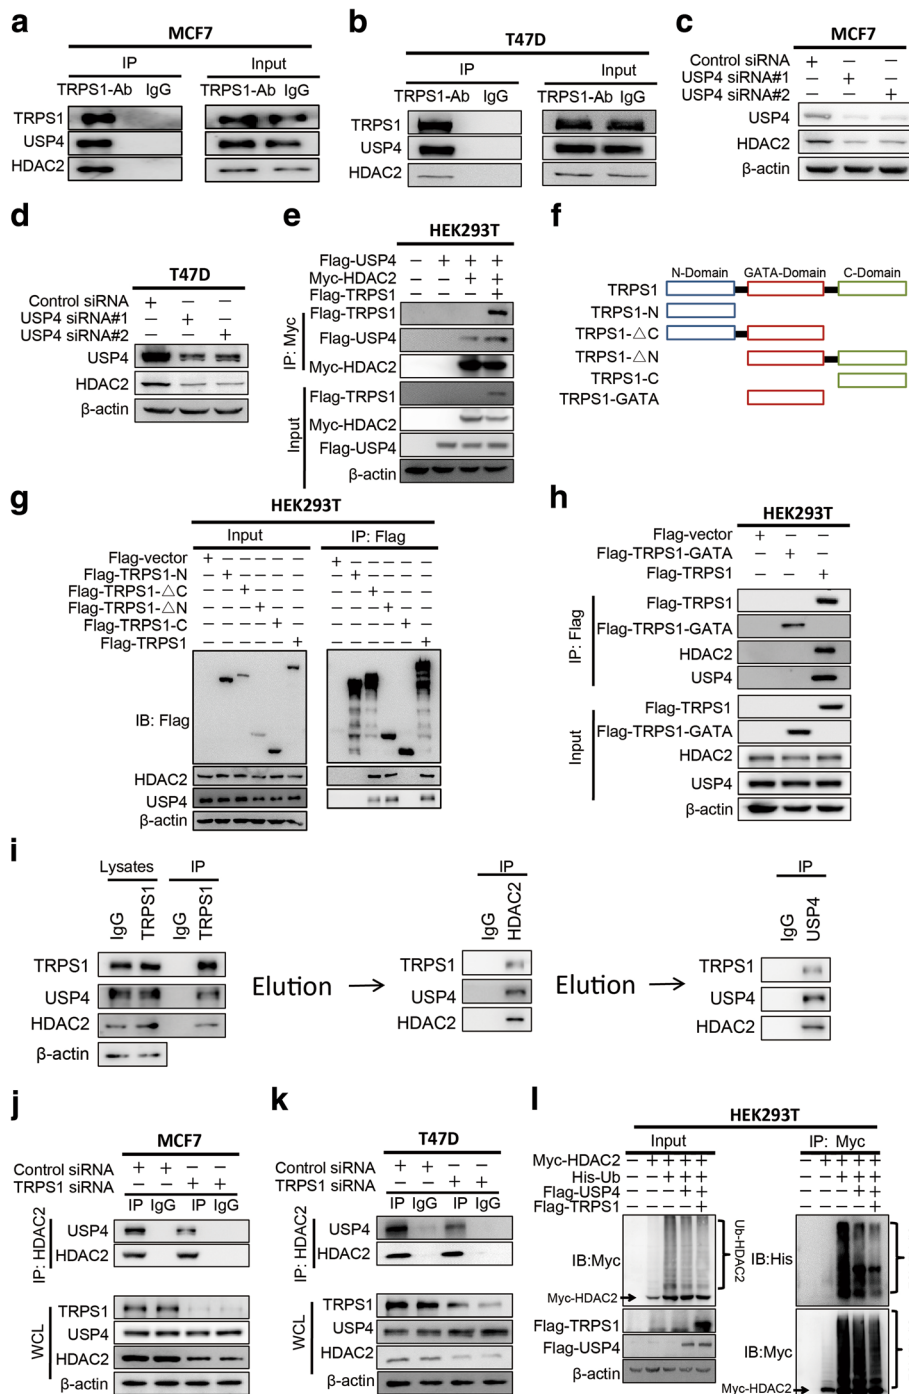 a
MCF7
IP Input
TRPS1-Ab IgG TRPS1-Ab IgG
TRPS1
USP4
HDAC2
b
T47D
IP Input
TRPS1-Ab IgG TRPS1-Ab IgG
TRPS1
USP4
HDAC2
c
MCF7
Control siRNA + − −
USP4 siRNA#1 − + −
USP4 siRNA#2 − − +
USP4
HDAC2
β-actin
d
T47D
Control siRNA + − −
USP4 siRNA#1 − + −
USP4 siRNA#2 − − +
USP4
HDAC2
β-actin
e
HEK293T
Flag-USP4 − + + +
Myc-HDAC2 − − + +
Flag-TRPS1 − − − +
IP: Myc
Flag-TRPS1
Flag-USP4
Myc-HDAC2
Input
Flag-TRPS1
Myc-HDAC2
Flag-USP4
β-actin
f
N-Domain GATA-Domain C-Domain
TRPS1
TRPS1-N
TRPS1-△C
TRPS1-△N
TRPS1-C
TRPS1-GATA
g
HEK293T
Input IP: Flag
Flag-vector + − − − − − + − − − − −
Flag-TRPS1-N − + − − − − − + − − − −
Flag-TRPS1-△C − − + − − − − − + − − −
Flag-TRPS1-△N − − − + − − − − − + − −
Flag-TRPS1-C − − − − + − − − − − + −
Flag-TRPS1 − − − − − + − − − − − +
IB: Flag
HDAC2
USP4
β-actin
h
HEK293T
Flag-vector + − −
Flag-TRPS1-GATA − + −
Flag-TRPS1 − − +
IP: Flag
Flag-TRPS1
Flag-TRPS1-GATA
HDAC2
USP4
Input
Flag-TRPS1
Flag-TRPS1-GATA
HDAC2
USP4
β-actin
i
Lysates IP
IgG TRPS1 IgG TRPS1
TRPS1
USP4
HDAC2
β-actin
Elution
IP
IgG HDAC2
TRPS1
USP4
HDAC2
Elution
IP
IgG USP4
TRPS1
USP4
HDAC2
j
MCF7
Control siRNA + + − −
TRPS1 siRNA − − + +
IP IgG IP IgG
IP: HDAC2
USP4
HDAC2
WCL
TRPS1
USP4
HDAC2
β-actin
k
T47D
Control siRNA + + − −
TRPS1 siRNA − − + +
IP IgG IP IgG
IP: HDAC2
USP4
HDAC2
WCL
TRPS1
USP4
HDAC2
β-actin
l
HEK293T
Input IP: Myc
Myc-HDAC2 − + + + + − + + + +
His-Ub − − + + + − − + + +
Flag-USP4 − − − + + − − − + +
Flag-TRPS1 − − − − + − − − − +
IB:Myc
Ub-HDAC2
Myc-HDAC2
Flag-TRPS1
Flag-USP4
β-actin
IB:His
IB:Myc
Myc-HDAC2